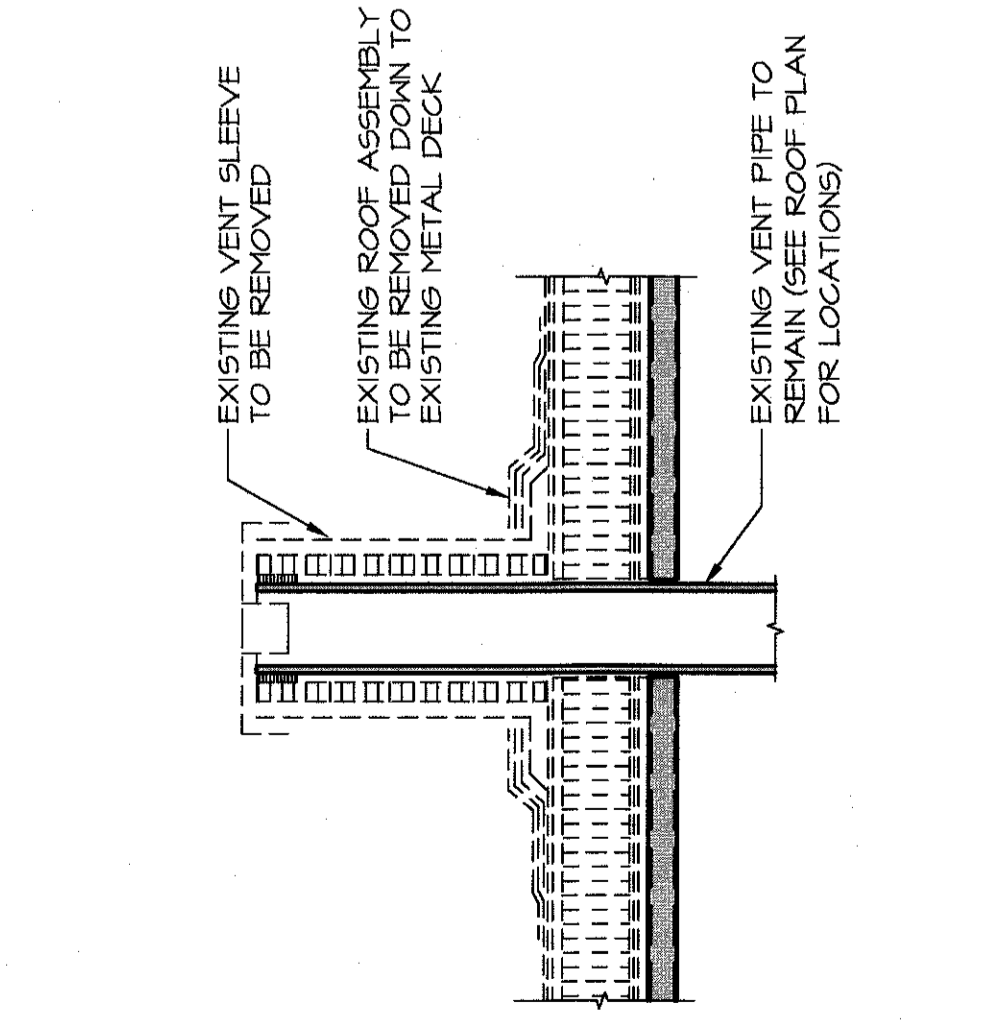 EXISTING VENT SLEEVE
TO BE REMOVED
EXISTING ROOF ASSEMBLY
TO BE REMOVED DOWN TO
EXISTING METAL DECK
EXISTING VENT PIPE TO
REMAIN (SEE ROOF PLAN
FOR LOCATIONS)